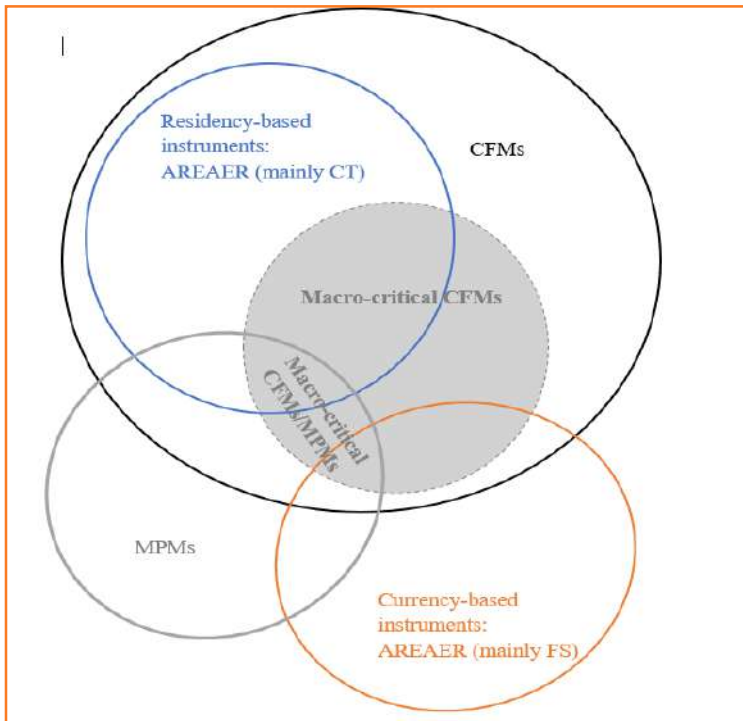 Residency-based
instruments:
AREAER (mainly CT)
CFMs
Macro-critical CFMs
Macro-critical
CFMs/MPMs
MPMs
Currency-based
instruments:
AREAER (mainly FS)